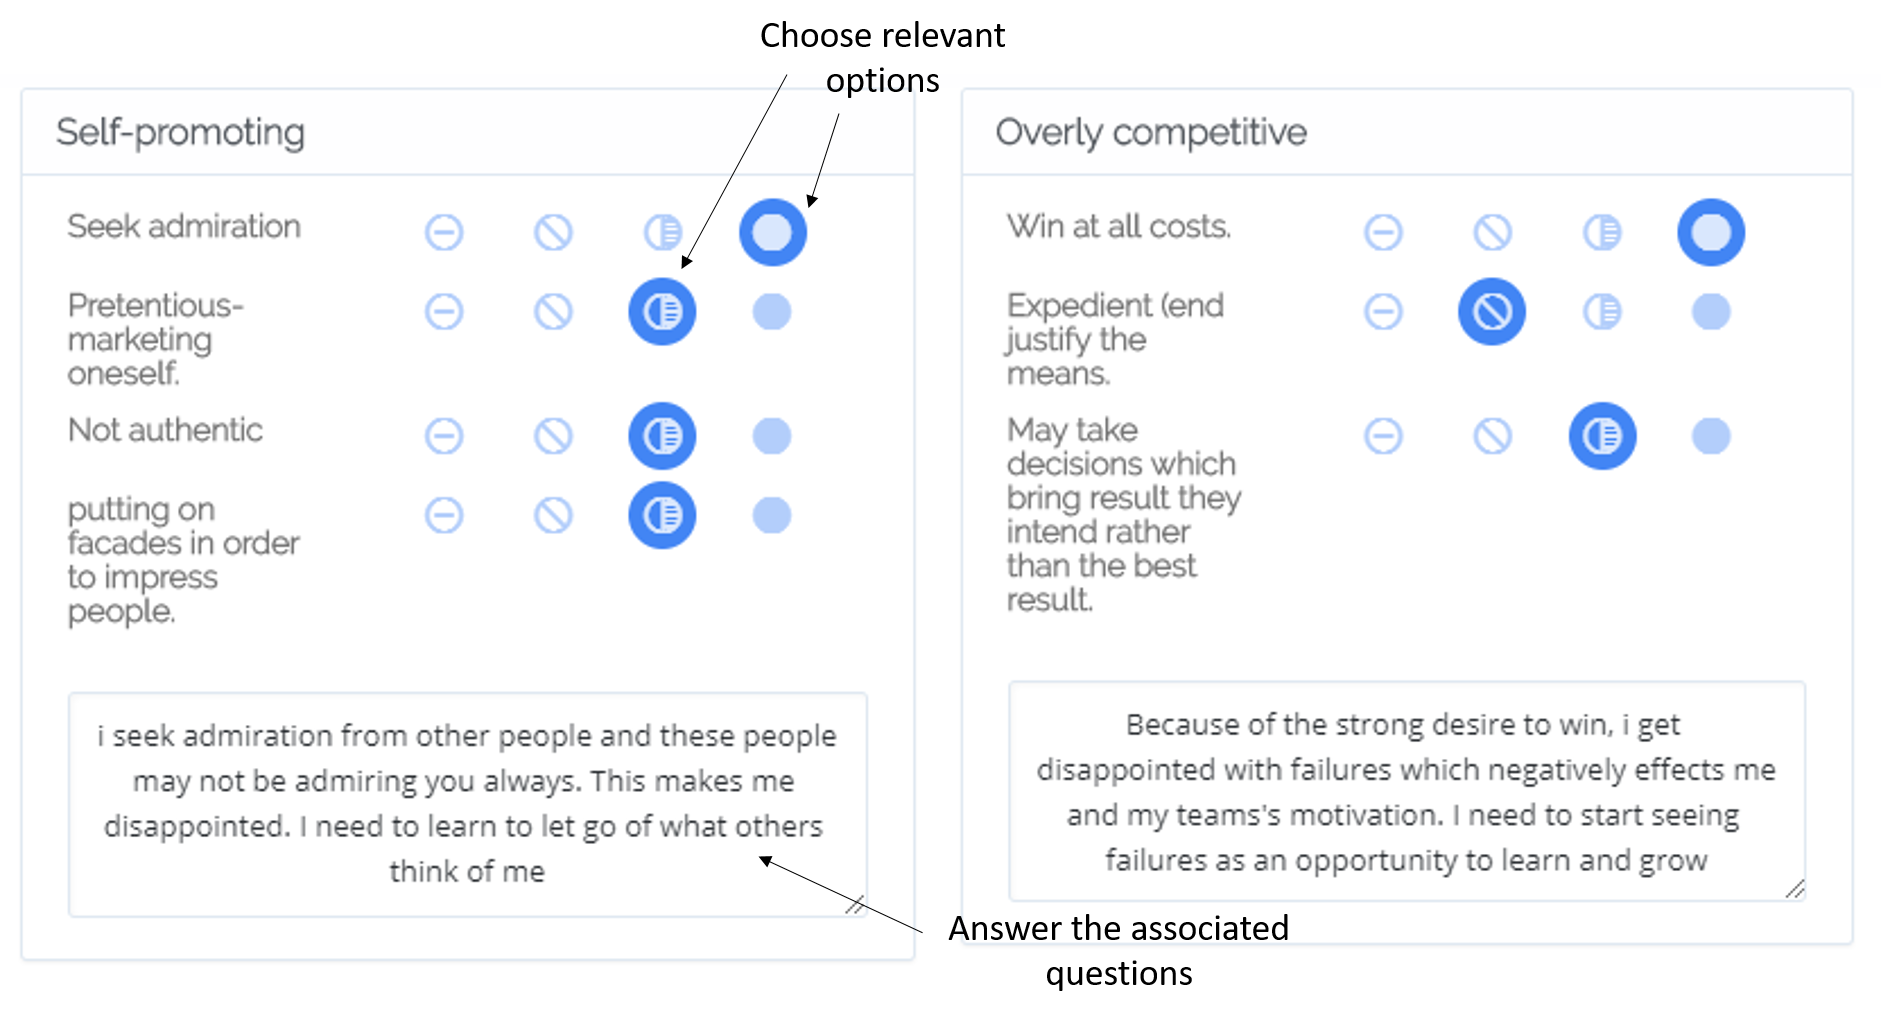 Choose relevant
options
Self-promoting
Seek admiration
Pretentious-
marketing
oneself.
Not authentic
putting on
facades in order
to impress
people.
i seek admiration from other people and these people
may not be admiring you always. This makes me
disappointed. I need to learn to let go of what others
think of me
Overly competitive
Win at all costs.
Expedient (end
justify the
means.
May take
decisions which
bring result they
intend rather
than the best
result.
Because of the strong desire to win, i get
disappointed with failures which negatively effects me
and my teams's motivation. I need to start seeing
failures as an opportunity to learn and grow
Answer the associated
questions